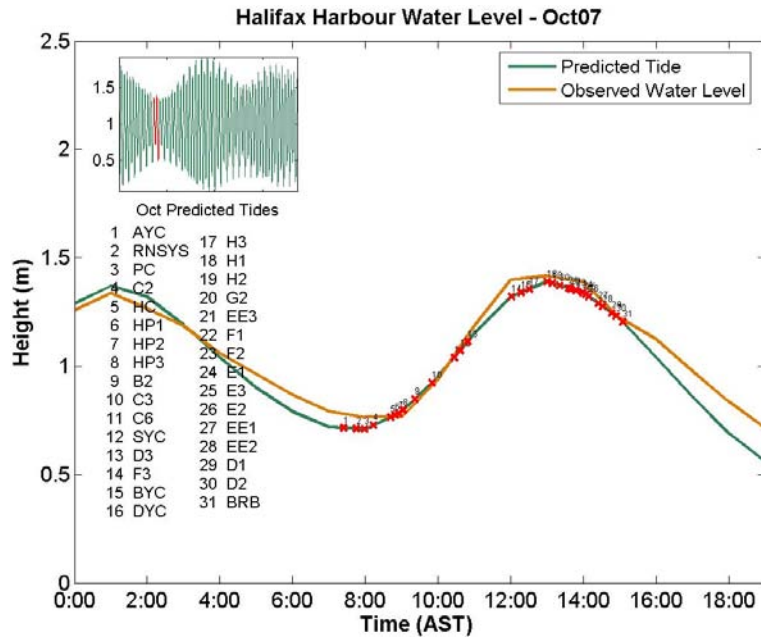 Halifax Harbour Water Level - Oct07
2.5
2
1.5
1
0.5
0
Height (m)
1.5
1
0.5
Oct Predicted Tides
Predicted Tide
Observed Water Level
1 AYC
2 RNSYS
3 PC
4 C2
5 HC
6 HP1
7 HP2
8 HP3
9 B2
10 C3
11 C6
12 SYC
13 D3
14 F3
15 BYC
16 DYC
17 H3
18 H1
19 H2
20 G2
21 EE3
22 F1
23 F2
24 E1
25 E3
26 E2
27 EE1
28 EE2
29 D1
30 D2
31 BRB
0:00 2:00 4:00 6:00 8:00 10:00 12:00 14:00 16:00 18:00
Time (AST)